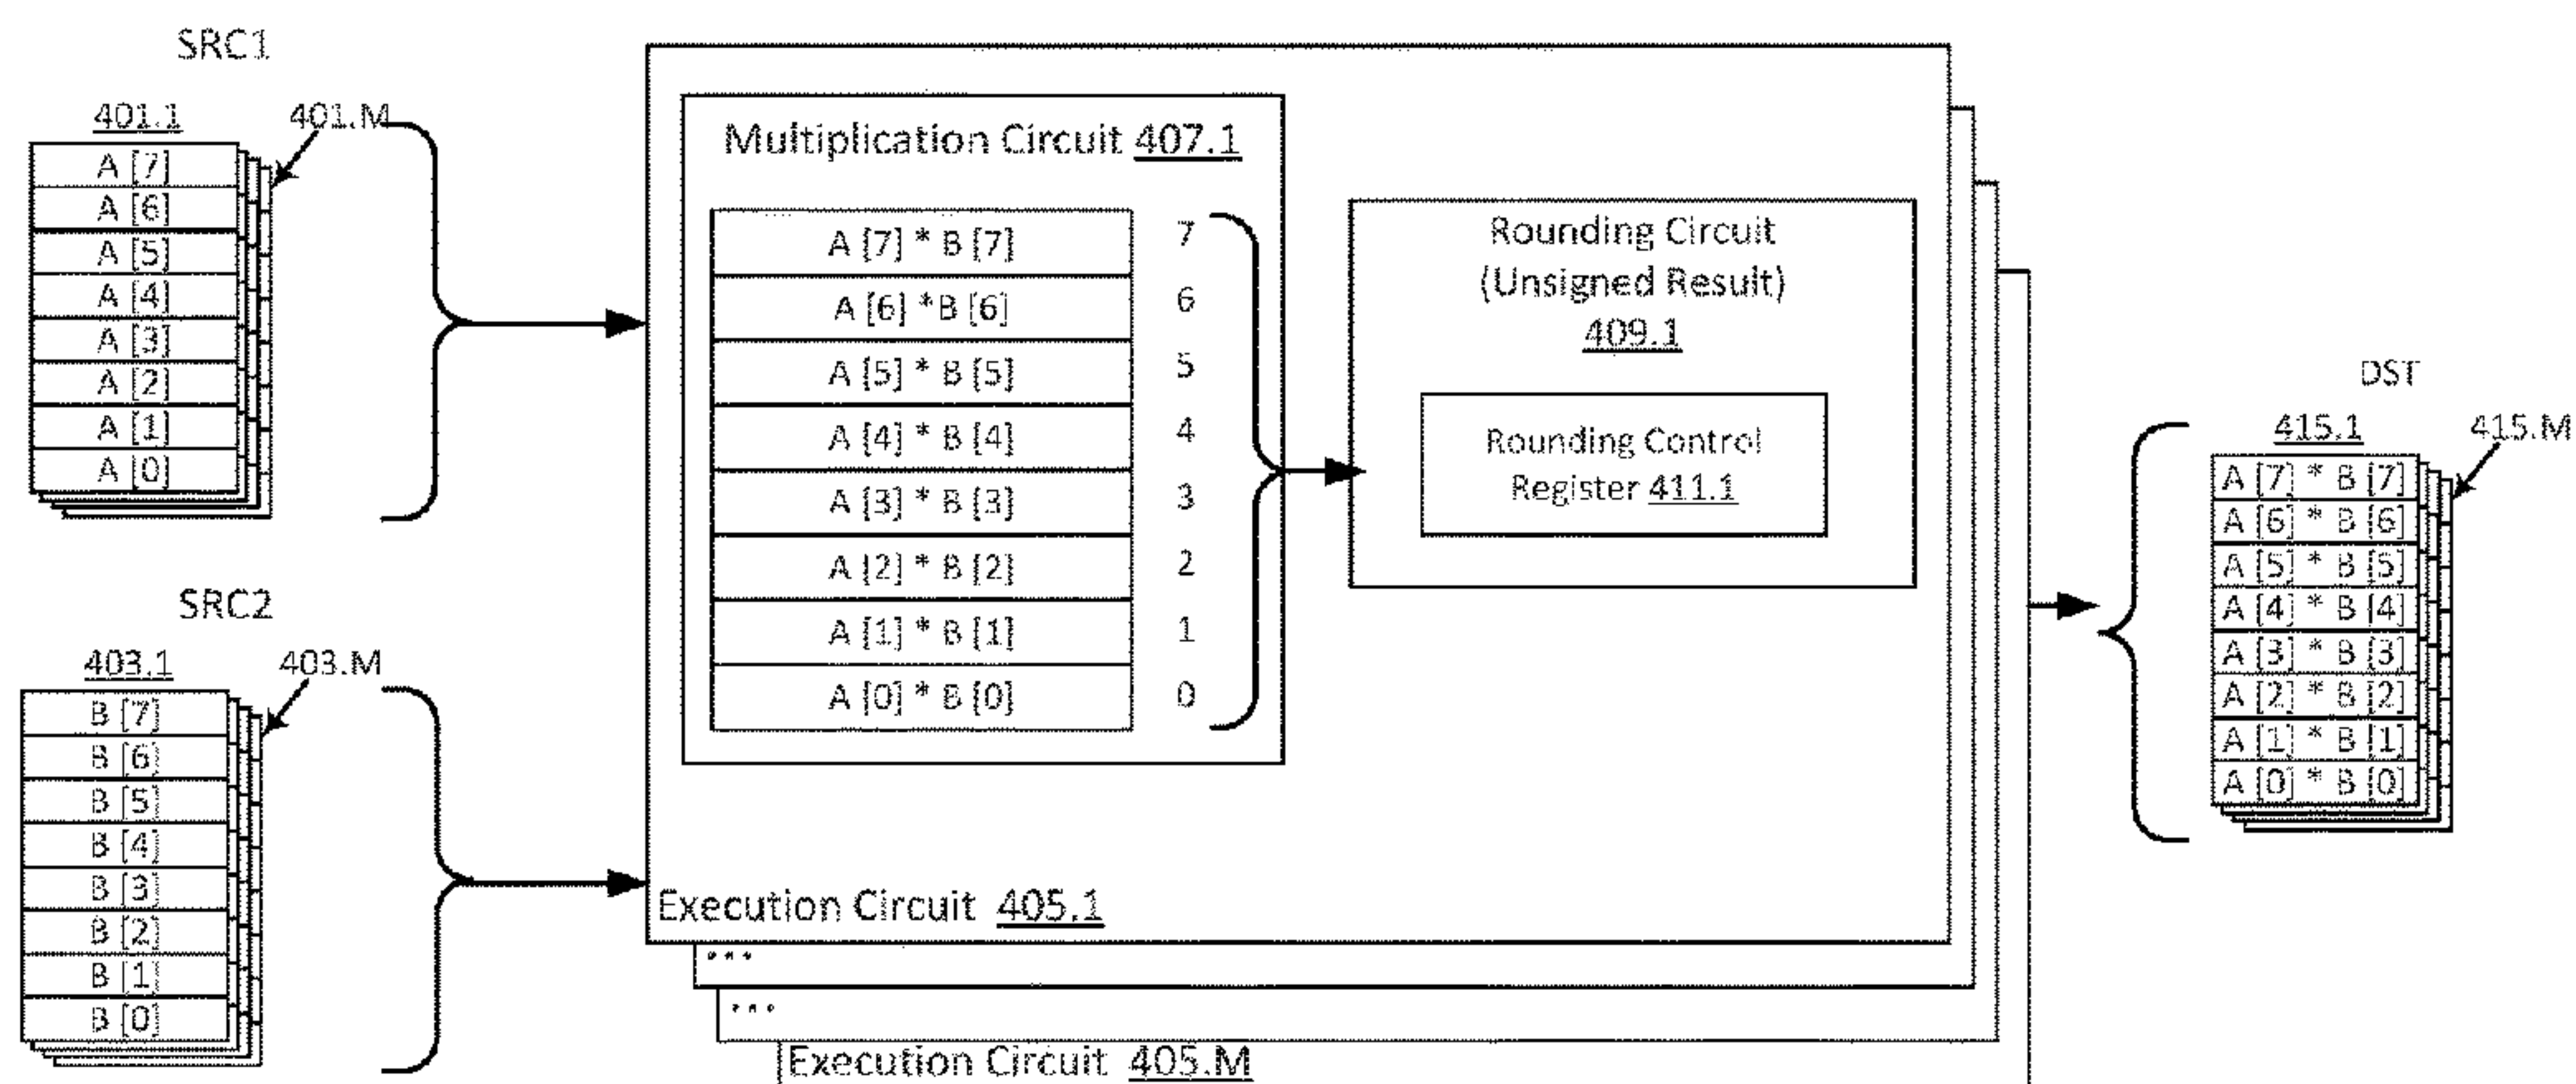 SRC1
401.1
401.M
A [7]
A [6]
A [5]
A [4]
A [3]
A [2]
A [1]
A [0]
SRC2
403.1
403.M
B [7]
B [6]
B [5]
B [4]
B [3]
B [2]
B [1]
B [0]
Multiplication Circuit 407.1
A [7] * B [7] 7
A [6] *B [6] 6
A [5] * B [5] 5
A [4] * B [4] 4
A [3] * B [3] 3
A [2] * B [2] 2
A [1] * B [1] 1
A [0] * B [0] 0
Rounding Circuit
(Unsigned Result)
409.1
Rounding Control
Register 411.1
Execution Circuit 405.1
...
...
Execution Circuit 405.M
DST
415.1
415.M
A [7] * B [7]
A [6] * B [6]
A [5] * B [5]
A [4] * B [4]
A [3] * B [3]
A [2] * B [2]
A [1] * B [1]
A [0] * B [0]